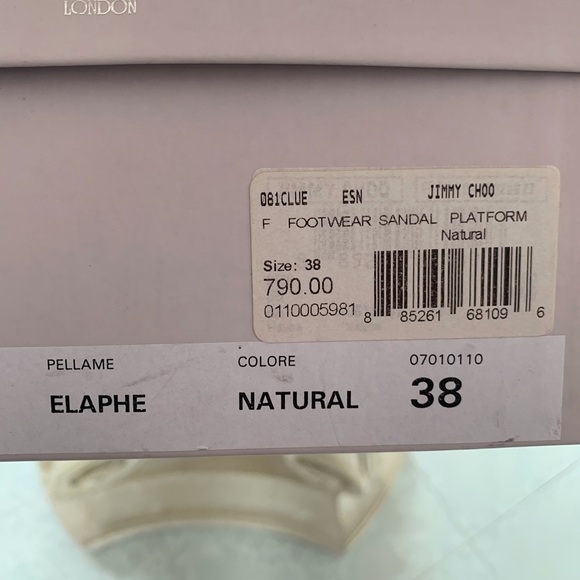 LONDON
081CLUE ESN JIMMY CHOO
F FOOTWEAR SANDAL PLATFORM
Natural
Size: 38
790.00
0110005981
8 85261 68109 6
PELLAME COLORE 07010110
ELAPHE NATURAL 38